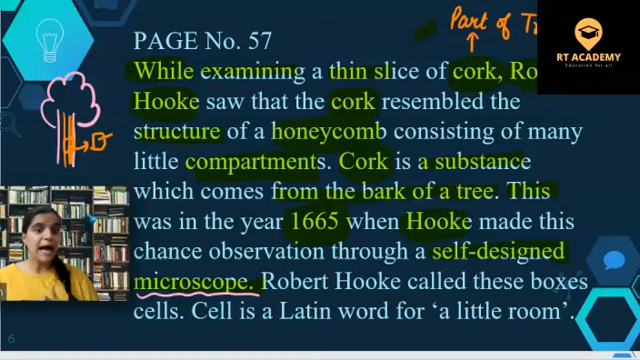 Part of
RT ACADEMY
Education for all
PAGE No. 57
While examining a thin slice of cork,
Hooke saw that the cork resembled the
structure of a honeycomb consisting of many
little compartments. Cork is a substance
which comes from the bark of a tree. This
was in the year 1665 when Hooke made this
chance observation through a self-designed
microscope. Robert Hooke called these boxes
cells. Cell is a Latin word for ‘a little room’.
6